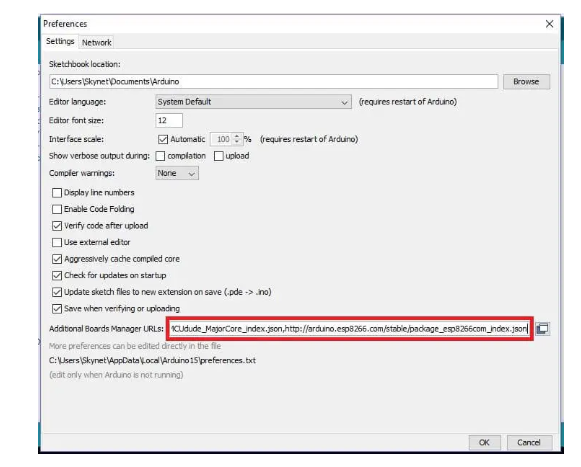 Preferences
Settings Network
Sketchbook location:
C:\Users\Skynet\Documents\Arduino Browse
Editor language: System Default (requires restart of Arduino)
Editor font size: 12
Interface scale: Automatic 100 % (requires restart of Arduino)
Show verbose output during: compilation upload
Compiler warnings: None
Display line numbers
Enable Code Folding
Verify code after upload
Use external editor
Aggressively cache compiled core
Check for updates on startup
Update sketch files to new extension on save (.pde -> .ino)
Save when verifying or uploading
Additional Boards Manager URLs: MCUdude_MajorCore_index.json,http://arduino.esp8266.com/stable/package_esp8266com_index.json
More preferences can be edited directly in the file
C:\Users\Skynet\AppData\Local\Arduino15\preferences.txt
(edit only when Arduino is not running)
OK Cancel